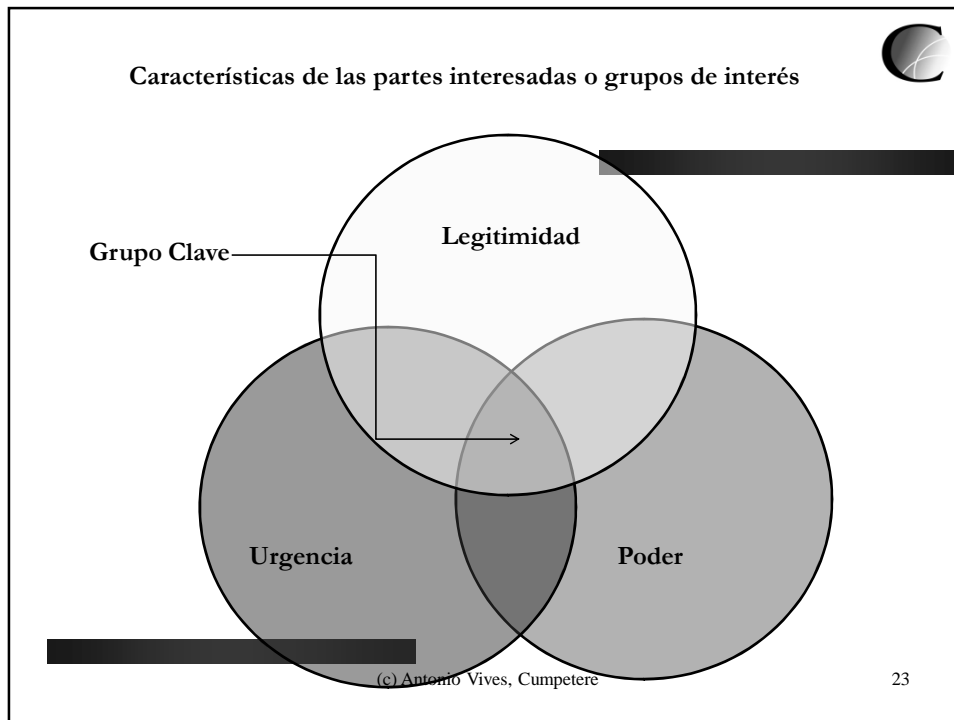 Características de las partes interesadas o grupos de interés
C
Legitimidad
Grupo Clave
Urgencia
Poder
(c) Antonio Vives, Cumpetere
23